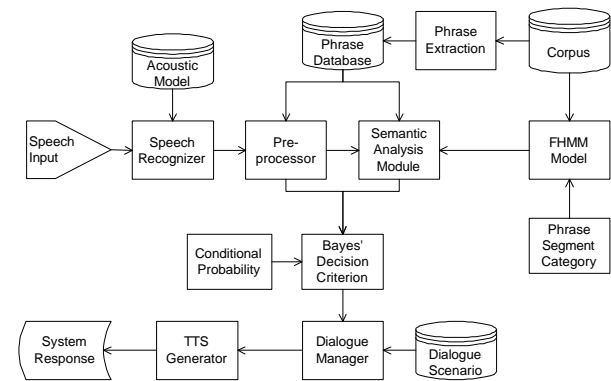 Phrase
Database
Phrase
Extraction
Corpus
Acoustic
Model
Speech
Input
Speech
Recognizer
Pre-
processor
Semantic
Analysis
Module
FHMM
Model
Conditional
Probability
Bayes'
Decision
Criterion
Phrase
Segment
Category
System
Response
TTS
Generator
Dialogue
Manager
Dialogue
Scenario